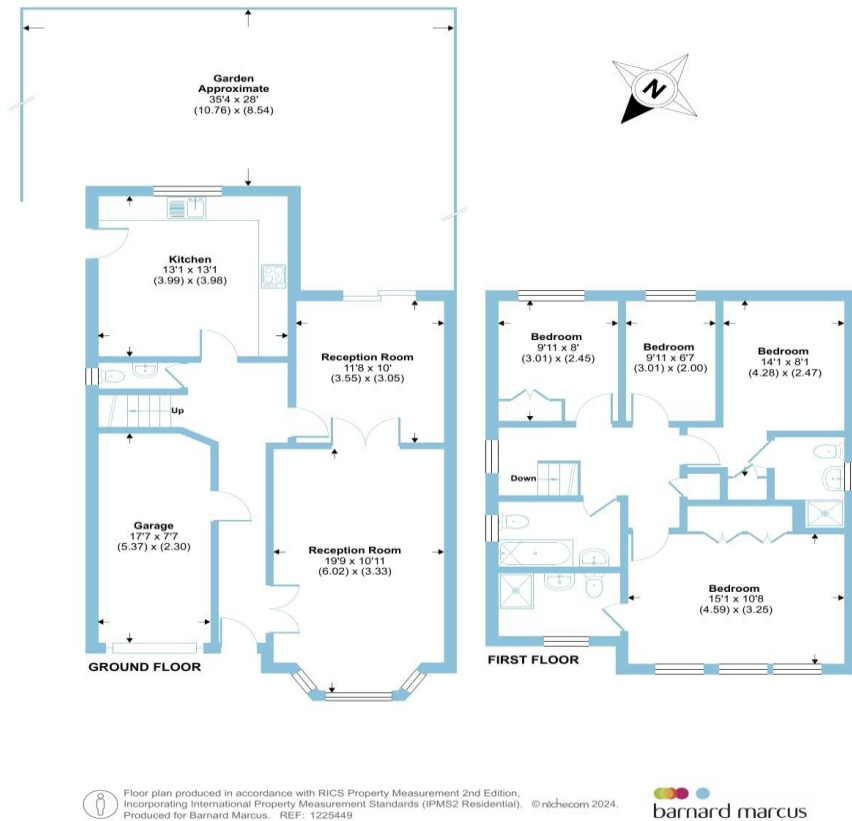 Garden
Approximate
35'4 x 28'
(10.76) x (8.54)
N
Kitchen
13'1 x 13'1
(3.99) x (3.98)
Reception Room
11'8 x 10'
(3.55) x (3.05)
Up
Garage
17'7 x 7'7
(5.37) x (2.30)
Reception Room
19'9 x 10'11
(6.02) x (3.33)
GROUND FLOOR
Bedroom
9'11 x 8'
(3.01) x (2.45)
Bedroom
9'11 x 6'7
(3.01) x (2.00)
Bedroom
14'1 x 8'1
(4.28) x (2.47)
Down
Bedroom
15'1 x 10'8
(4.59) x (3.25)
FIRST FLOOR
Floor plan produced in accordance with RICS Property Measurement 2nd Edition,
Incorporating International Property Measurement Standards (IPMS2 Residential). © nichecom 2024.
Produced for Barnard Marcus. REF: 1225449
barnard marcus